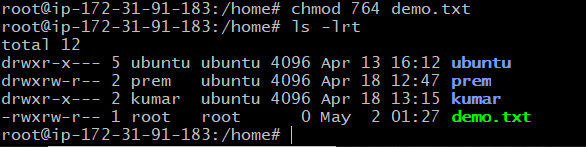 root@ip-172-31-91-183:/home# chmod 764 demo.txt
root@ip-172-31-91-183:/home# ls -lrt
total 12
drwxr-x--- 5 ubuntu ubuntu 4096 Apr 13 16:12 ubuntu
drwxrw-r-- 2 prem   ubuntu 4096 Apr 18 12:47 prem
drwxr-x--- 2 kumar  ubuntu 4096 Apr 18 13:15 kumar
-rwxrw-r-- 1 root   root      0 May  2 01:27 demo.txt
root@ip-172-31-91-183:/home#